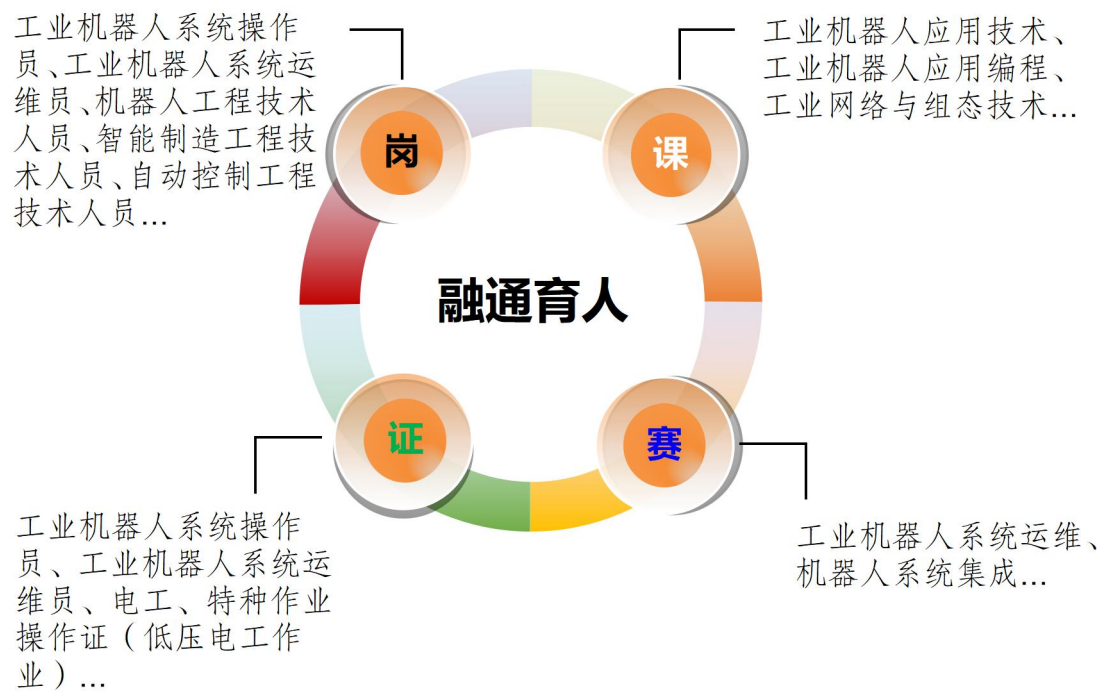 工业机器人系统操作
员、工业机器人系统运
维员、机器人工程技术
人员、智能制造工程技
术人员、自动控制工程
技术人员...
岗
课
工业机器人应用技术、
工业机器人应用编程、
工业网络与组态技术...
融通育人
证
赛
工业机器人系统操作
员、工业机器人系统运
维员、电工、特种作业
操作证（低压电工作
业）...
工业机器人系统运维、
机器人系统集成...